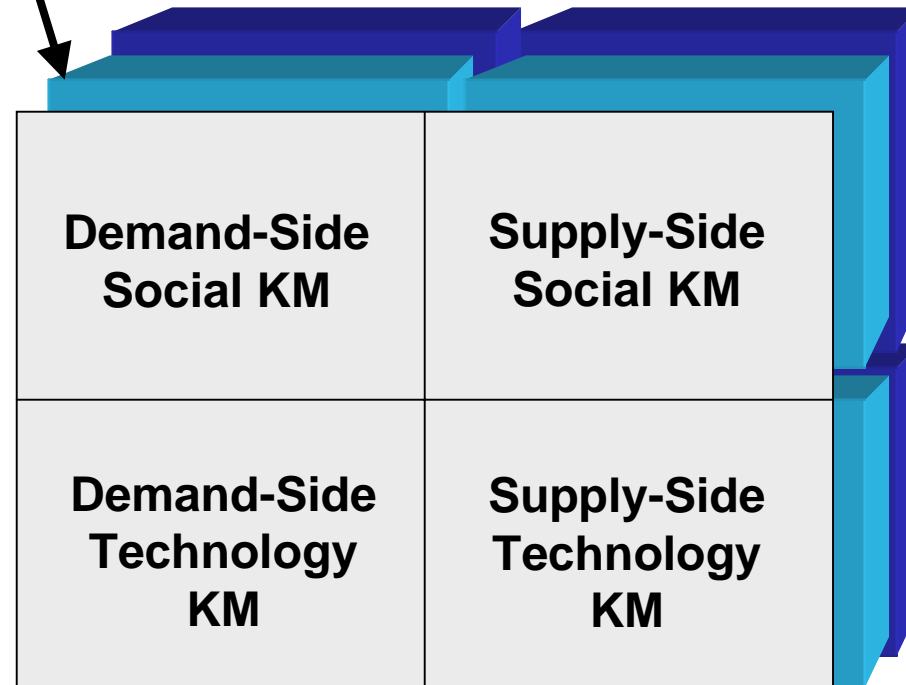 Demand-Side
Social KM
Supply-Side
Social KM
Demand-Side
Technology
KM
Supply-Side
Technology
KM